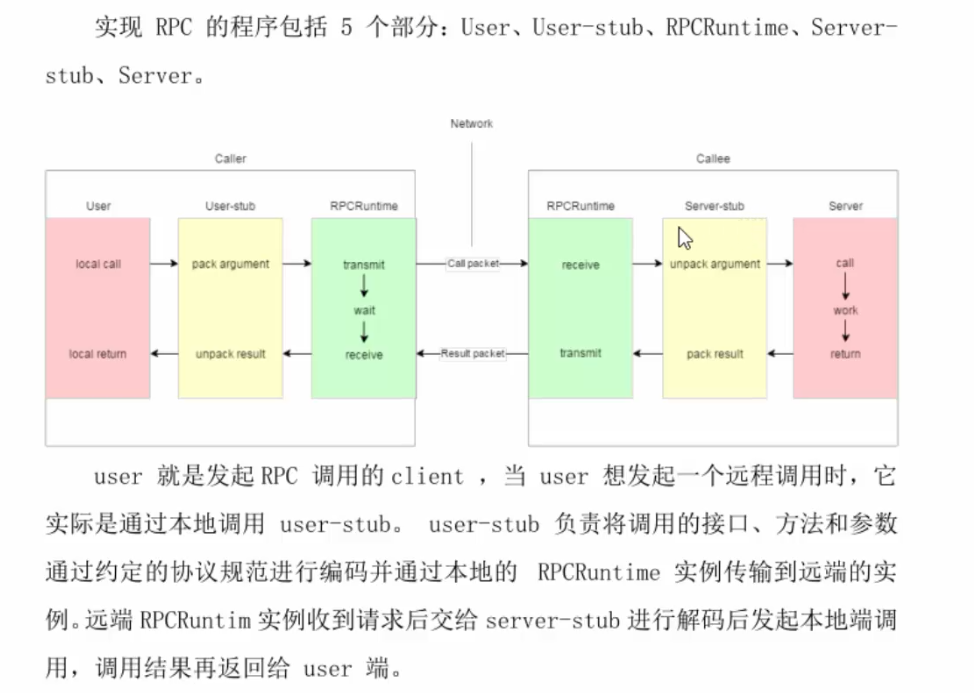 实现 RPC 的程序包括 5 个部分：User、User-stub、RPCRuntime、Server-
stub、Server。
Network
Caller
Callee
User
User-stub
RPCRuntime
RPCRuntime
Server-stub
Server
local call
pack argument
transmit
Call packet
receive
unpack argument
call
wait
work
local return
unpack result
receive
Result packet
transmit
pack result
return
user 就是发起 RPC 调用的 client ，当 user 想发起一个远程调用时，它
实际是通过本地调用 user-stub。 user-stub 负责将调用的接口、方法和参数
通过约定的协议规范进行编码并通过本地的 RPCRuntime 实例传输到远端的实
例。远端 RPCRuntim 实例收到请求后交给 server-stub 进行解码后发起本地端调
用，调用结果再返回给 user 端。